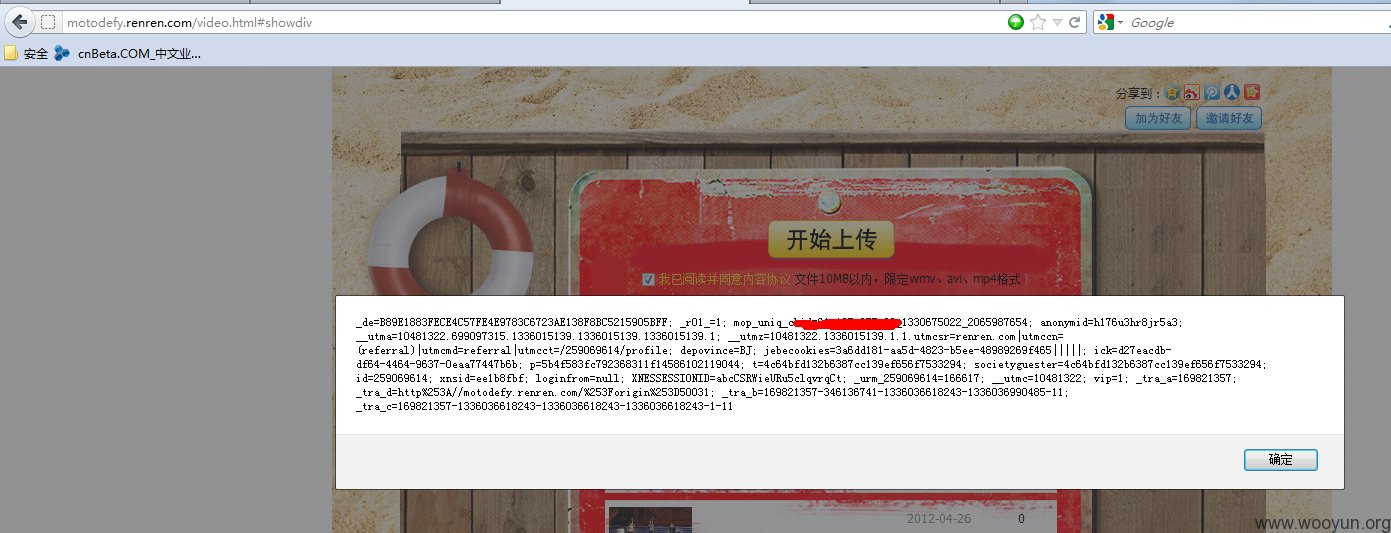 motodefy.renren.com/video.html#showdiv
Google
安全 cnBeta.COM_中文业...
分享到：
加为好友 邀请好友
开始上传
我已阅读并同意内容协议 文件10MB以内，限定wmv、avi、mp4格式
_de=B89E1883FECE4C57FE4E9783C6723AE138F8BC5215905BFF; _r01_=1; mop_uniq_ _1330675022_2065987654; anonymid=h176u3hr8jr5a3;
__utma=10481322.699097315.1336015139.1336015139.1336015139.1; __utmz=10481322.1336015139.1.1.utmcsr=renren.com|utmccn=
(referral)|utmcmd=referral|utmcct=/259069614/profile; depovince=BJ; jebecookies=3a6dd181-aa5d-4823-b5ee-48989269f465|||||; ick=d27eacdb-
df64-4464-9637-0eaa77447b6b; p=5b4f583fc792368311f14586102119044; t=4c64bfd132b6387cc139ef656f7533294; societyguester=4c64bfd132b6387cc139ef656f7533294;
id=259069614; xnsid=ee1b8fbf; loginfrom=null; XNESSESSIONID=abcCSRWieURu5clqvrqCt; _urm_259069614=166617; __utmc=10481322; vip=1; _tra_a=169821357;
_tra_d=http%253A//motodefy.renren.com/%253Forigin%253D50031; _tra_b=169821357-346136741-1336036618243-1336036990485-11;
_tra_c=169821357-1336036618243-1336036618243-1336036618243-1-11
确定
2012-04-26 0
www.wooyun.org